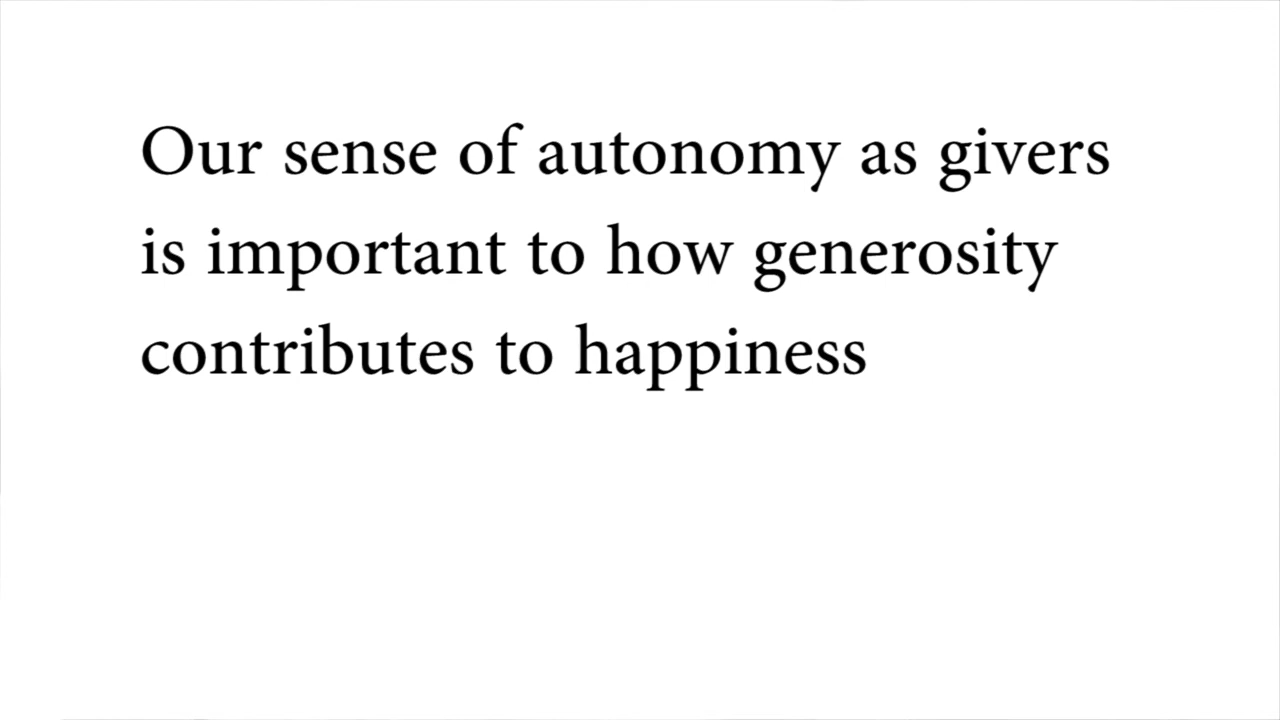 Our sense of autonomy as givers
is important to how generosity
contributes to happiness